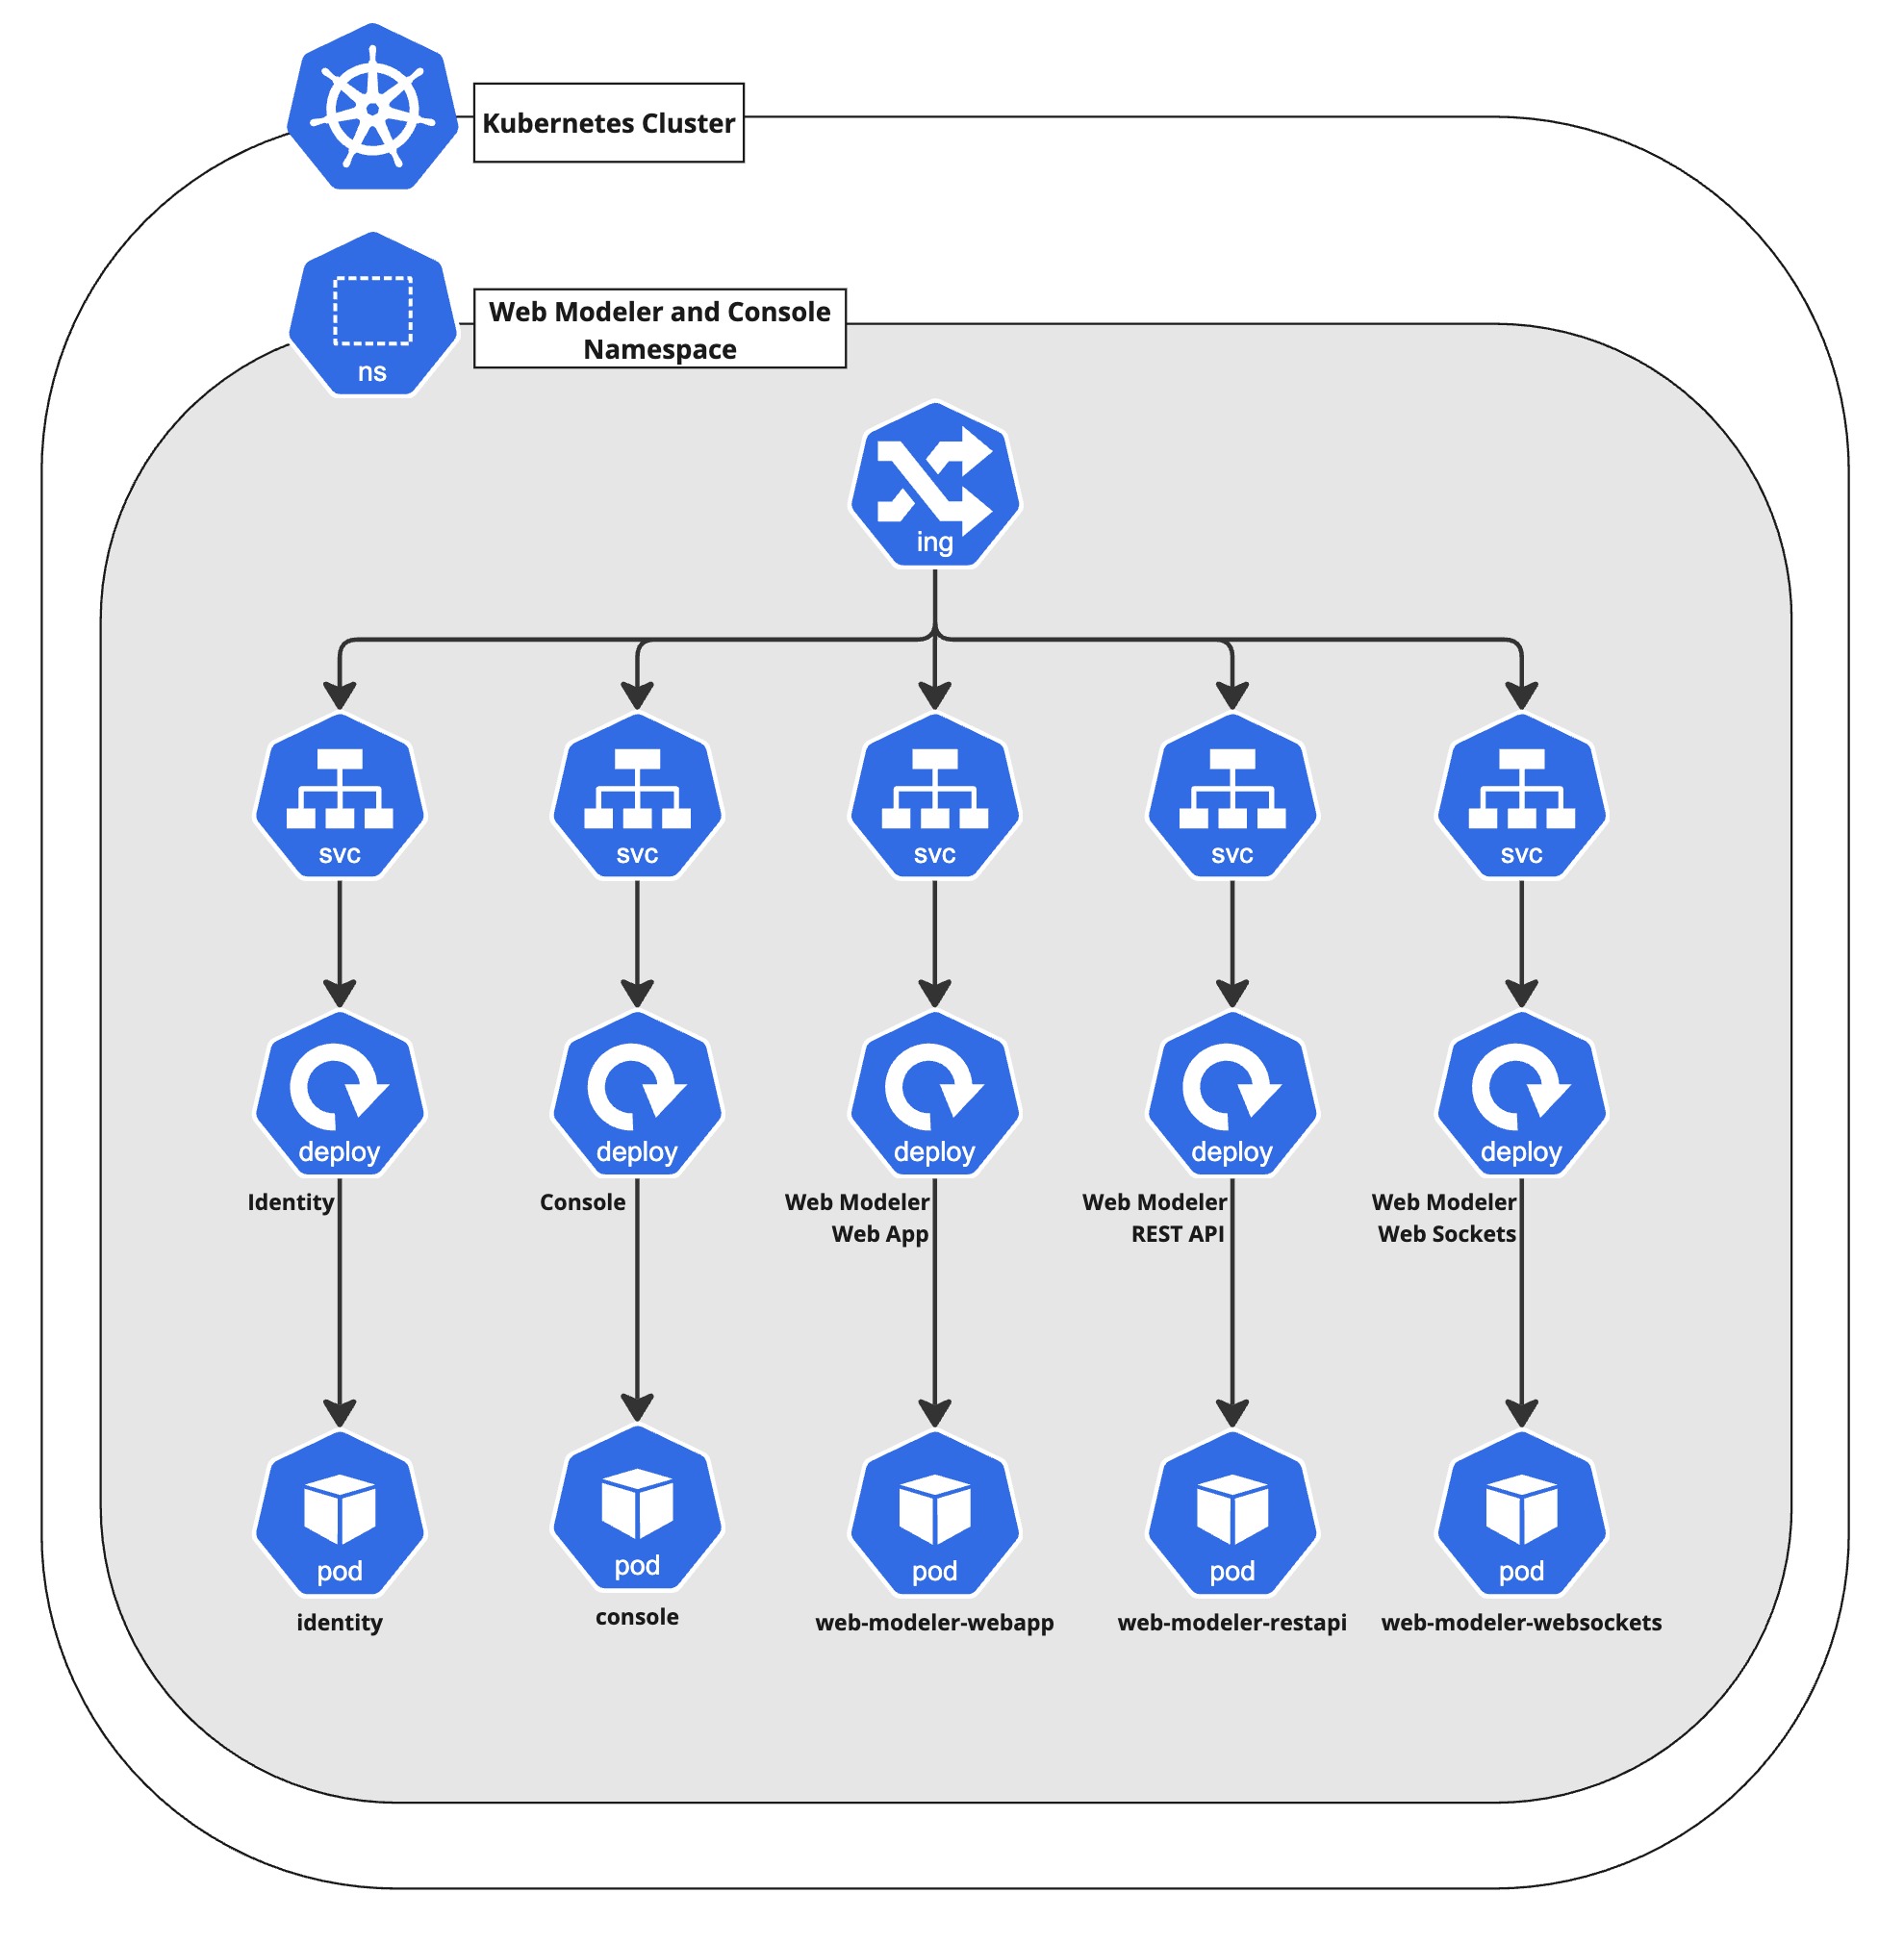 Kubernetes Cluster
Web Modeler and Console
Namespace
ns
ing
svc
svc
svc
svc
svc
deploy
deploy
deploy
deploy
deploy
Identity
Console
Web Modeler
Web App
Web Modeler
REST API
Web Modeler
Web Sockets
pod
pod
pod
pod
pod
identity
console
web-modeler-webapp
web-modeler-restapi
web-modeler-websockets